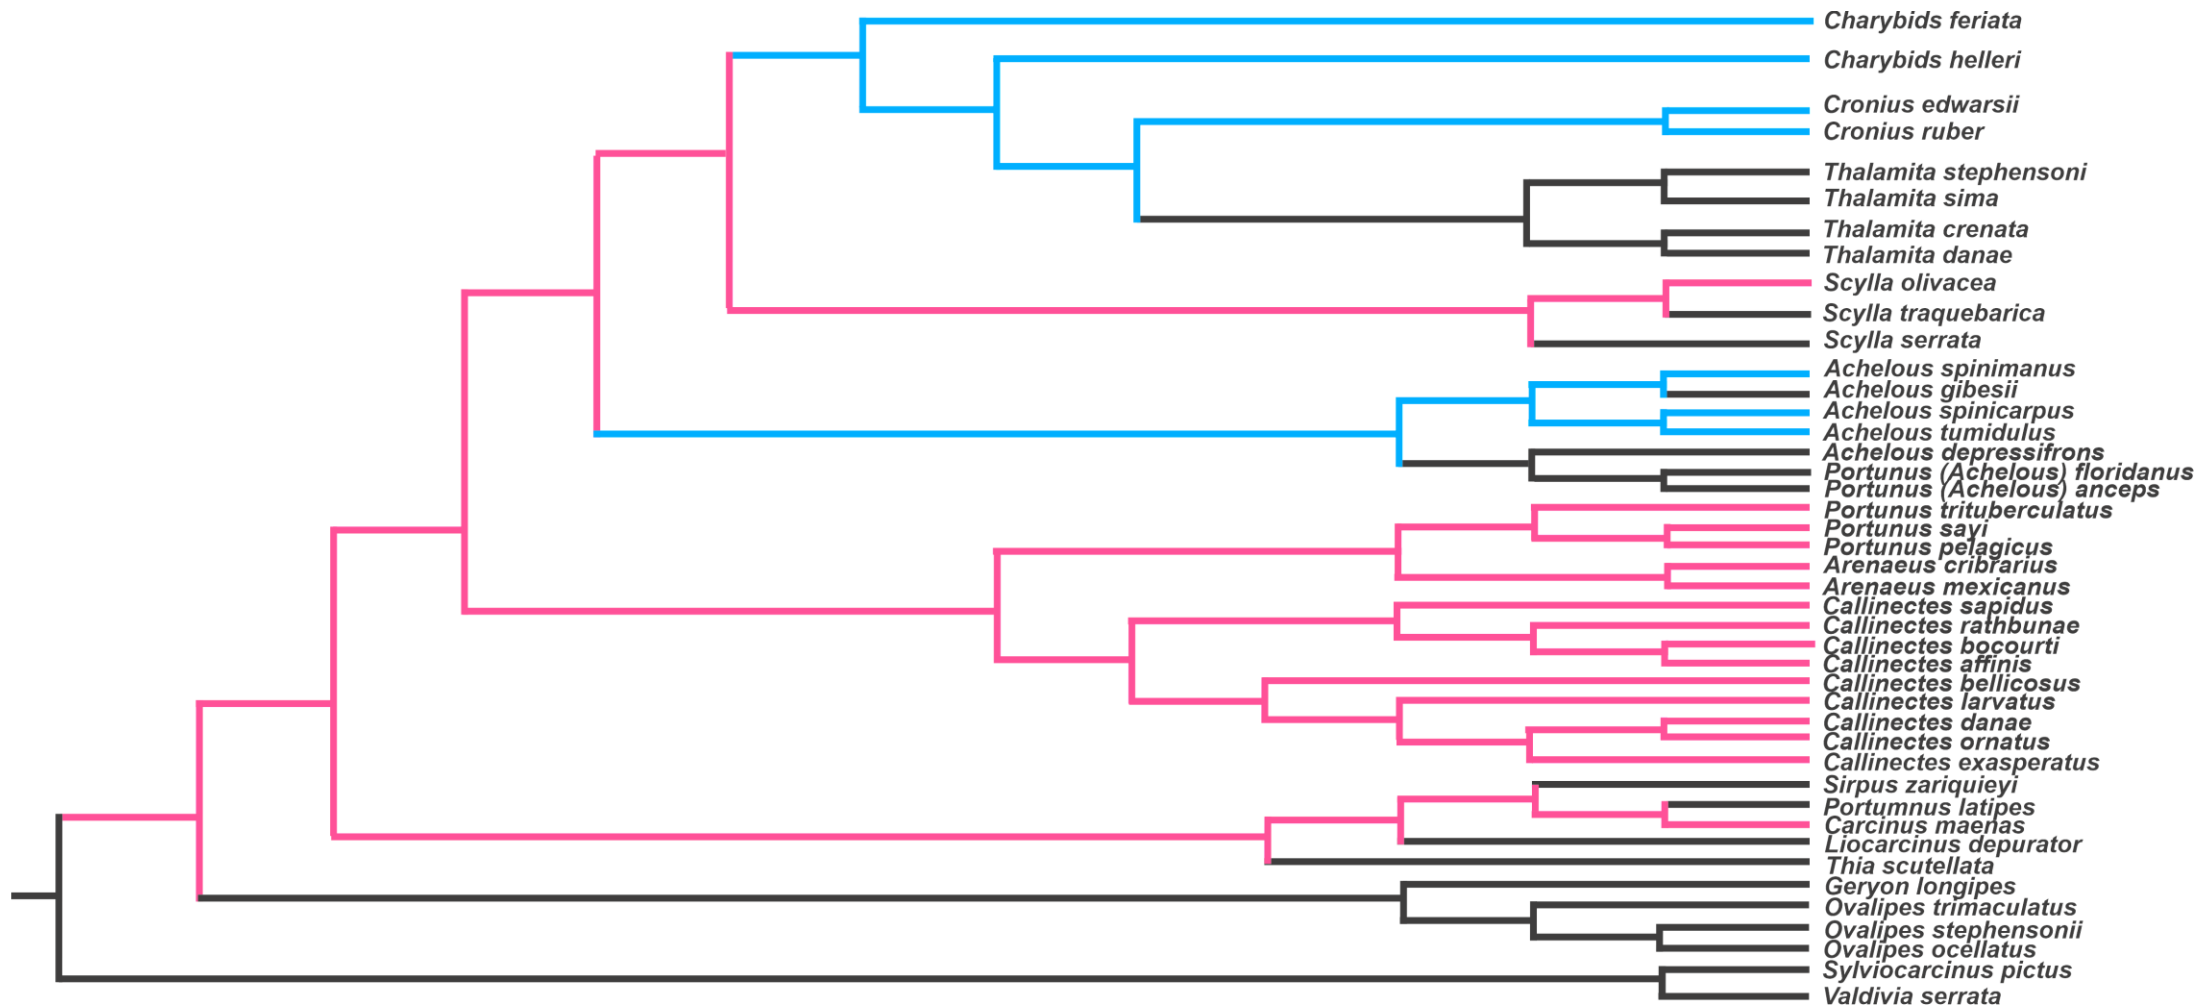 Charybids feriata
Charybids helleri
Cronius edwarsii
Cronius ruber
Thalamita stephensoni
Thalamita sima
Thalamita crenata
Thalamita danae
Scylla olivacea
Scylla traquebarica
Scylla serrata
Achelous spinimanus
Achelous gibesii
Achelous spinicarpus
Achelous tumidulus
Achelous depressifrons
Portunus (Achelous) floridanus
Portunus (Achelous) anceps
Portunus trituberculatus
Portunus sayi
Portunus pelagicus
Arenaeus cribrarius
Arenaeus mexicanus
Callinectes sapidus
Callinectes rathbunae
Callinectes bocourti
Callinectes affinis
Callinectes bellicosus
Callinectes larvatus
Callinectes danae
Callinectes ornatus
Callinectes exasperatus
Sirpus zariquieyi
Portumnus latipes
Carcinus maenas
Liocarcinus depurator
Thia scutellata
Geryon longipes
Ovalipes trimaculatus
Ovalipes stephensonii
Ovalipes ocellatus
Sylviocarcinus pictus
Valdivia serrata